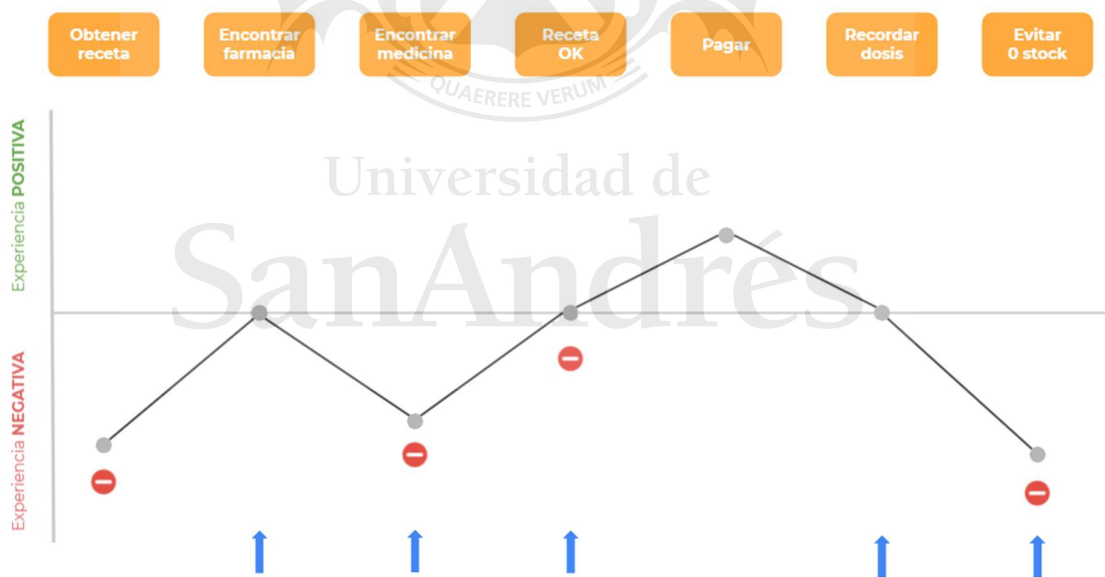 Obtener
receta
Encontrar
farmacia
Encontrar
medicina
Receta
OK
Pagar
Recordar
dosis
Evitar
0 stock
QUAERERE VERUM
Universidad de
SanAndrés
Experiencia POSITIVA
Experiencia NEGATIVA